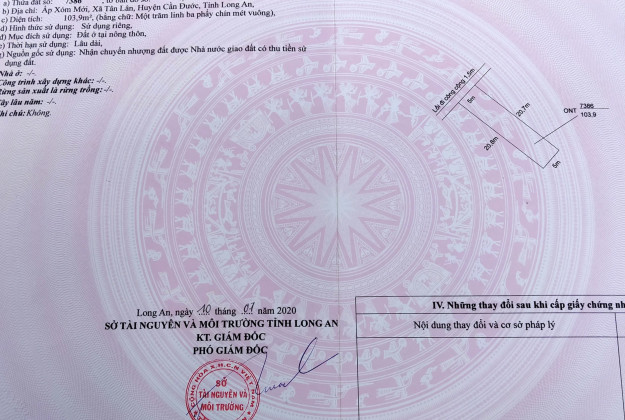 a) Thửa đất số: 7386
b) Địa chỉ: Ấp Xóm Mới, Xã Tân Lân, Huyện Cần Đước, Tỉnh Long An,
c) Diện tích: 103,9m², (bằng chữ: Một trăm linh ba phẩy chín mét vuông),
d) Hình thức sử dụng: Sử dụng riêng,
đ) Mục đích sử dụng: Đất ở tại nông thôn,
e) Thời hạn sử dụng: Lâu dài,
g) Nguồn gốc sử dụng: Nhận chuyển nhượng đất được Nhà nước giao đất có thu tiền sử
dụng đất.
Nhà ở: -/-.
Công trình xây dựng khác: -/-.
Rừng sản xuất là rừng trồng: -/-.
Cây lâu năm: -/-.
Ghi chú: Không.
Lối đi công cộng 1,5m
5m
20,7m
20,8m
5m
ONT
7386
103,9
Long An, ngày 10 tháng 07 năm 2020
SỞ TÀI NGUYÊN VÀ MÔI TRƯỜNG TỈNH LONG AN
KT. GIÁM ĐỐC
PHÓ GIÁM ĐỐC
CỘNG HÒA X.H.C.N VIỆT NAM
SỞ
TÀI NGUYÊN VÀ
MÔI TRƯỜNG
IV. Những thay đổi sau khi cấp giấy chứng
Nội dung thay đổi và cơ sở pháp lý